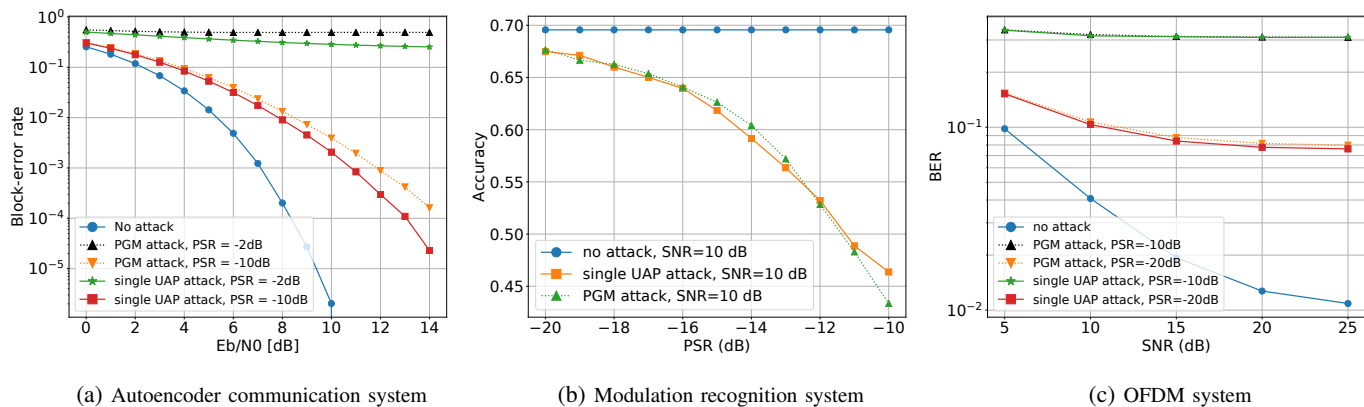 10^0
10^−1
10^−2
10^−3
10^−4
10^−5
Block-error rate
No attack
PGM attack, PSR = -2dB
PGM attack, PSR = -10dB
single UAP attack, PSR = -2dB
single UAP attack, PSR = -10dB
0 2 4 6 8 10 12 14
Eb/N0 [dB]
(a) Autoencoder communication system
0.70
0.65
0.60
0.55
0.50
0.45
Accuracy
no attack, SNR=10 dB
single UAP attack, SNR=10 dB
PGM attack, SNR=10 dB
−20 −18 −16 −14 −12 −10
PSR (dB)
(b) Modulation recognition system
10^−1
10^−2
BER
no attack
PGM attack, PSR=-10dB
PGM attack, PSR=-20dB
single UAP attack, PSR=-10dB
single UAP attack, PSR=-20dB
5 10 15 20 25
SNR (dB)
(c) OFDM system